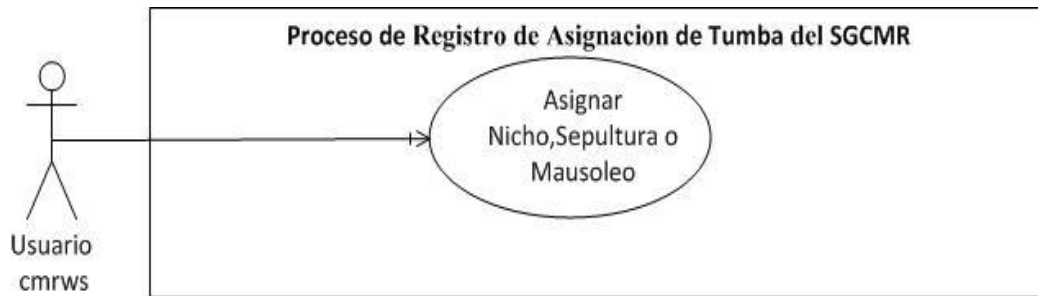 Proceso de Registro de Asignacion de Tumba del SGCMR
Asignar
Nicho,Sepultura o
Mausoleo
Usuario
cmrws